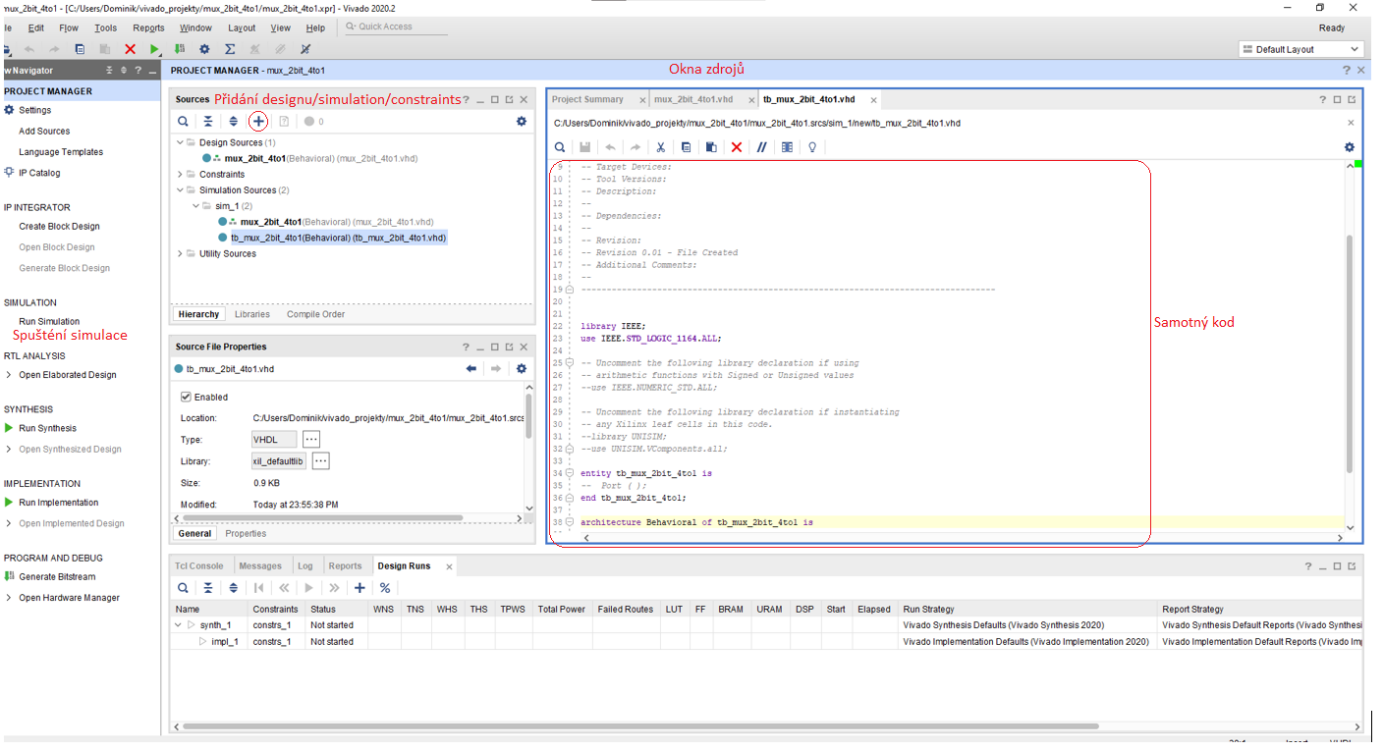 mux_2bit_4to1 - [C:/Users/Dominik/vivado_projekty/mux_2bit_4to1/mux_2bit_4to1.xpr] - Vivado 2020.2
le Edit Flow Tools Reports Window Layout View Help Q- Quick Access
Ready
Default Layout
w Navigator
PROJECT MANAGER - mux_2bit_4to1
Okna zdrojů
PROJECT MANAGER
Settings
Add Sources
Language Templates
IP Catalog
IP INTEGRATOR
Create Block Design
Open Block Design
Generate Block Design
SIMULATION
Run Simulation
Spuštění simulace
RTL ANALYSIS
Open Elaborated Design
SYNTHESIS
Run Synthesis
Open Synthesized Design
IMPLEMENTATION
Run Implementation
Open Implemented Design
PROGRAM AND DEBUG
Generate Bitstream
Open Hardware Manager
Sources Přidání designu/simulation/constraints
0
Design Sources (1)
mux_2bit_4to1(Behavioral) (mux_2bit_4to1.vhd)
Constraints
Simulation Sources (2)
sim_1 (2)
mux_2bit_4to1(Behavioral) (mux_2bit_4to1.vhd)
tb_mux_2bit_4to1(Behavioral) (tb_mux_2bit_4to1.vhd)
Utility Sources
Hierarchy Libraries Compile Order
Source File Properties
tb_mux_2bit_4to1.vhd
Enabled
Location: C:/Users/Dominik/vivado_projekty/mux_2bit_4to1/mux_2bit_4to1.srcs
Type: VHDL
Library: xil_defaultlib
Size: 0.9 KB
Modified: Today at 23:55:38 PM
General Properties
Project Summary mux_2bit_4to1.vhd tb_mux_2bit_4to1.vhd
C:/Users/Dominik/vivado_projekty/mux_2bit_4to1/mux_2bit_4to1.srcs/sim_1/new/tb_mux_2bit_4to1.vhd
9 -- Target Devices:
10 -- Tool Versions:
11 -- Description:
12 --
13 -- Dependencies:
14 --
15 -- Revision:
16 -- Revision 0.01 - File Created
17 -- Additional Comments:
18 --
19 ----------------------------------------------------------------------------------
20
21
22 library IEEE;
23 use IEEE.STD_LOGIC_1164.ALL;
24
25 -- Uncomment the following library declaration if using
26 -- arithmetic functions with Signed or Unsigned values
27 --use IEEE.NUMERIC_STD.ALL;
28
29 -- Uncomment the following library declaration if instantiating
30 -- any Xilinx leaf cells in this code.
31 --library UNISIM;
32 --use UNISIM.VComponents.all;
33
34 entity tb_mux_2bit_4to1 is
35 -- Port ( );
36 end tb_mux_2bit_4to1;
37
38 architecture Behavioral of tb_mux_2bit_4to1 is
Samotný kod
Tcl Console Messages Log Reports Design Runs
Name Constraints Status WNS TNS WHS THS TPWS Total Power Failed Routes LUT FF BRAM URAM DSP Start Elapsed Run Strategy Report Strategy
synth_1 constrs_1 Not started Vivado Synthesis Defaults (Vivado Synthesis 2020) Vivado Synthesis Default Reports (Vivado Synthesi
impl_1 constrs_1 Not started Vivado Implementation Defaults (Vivado Implementation 2020) Vivado Implementation Default Reports (Vivado Im